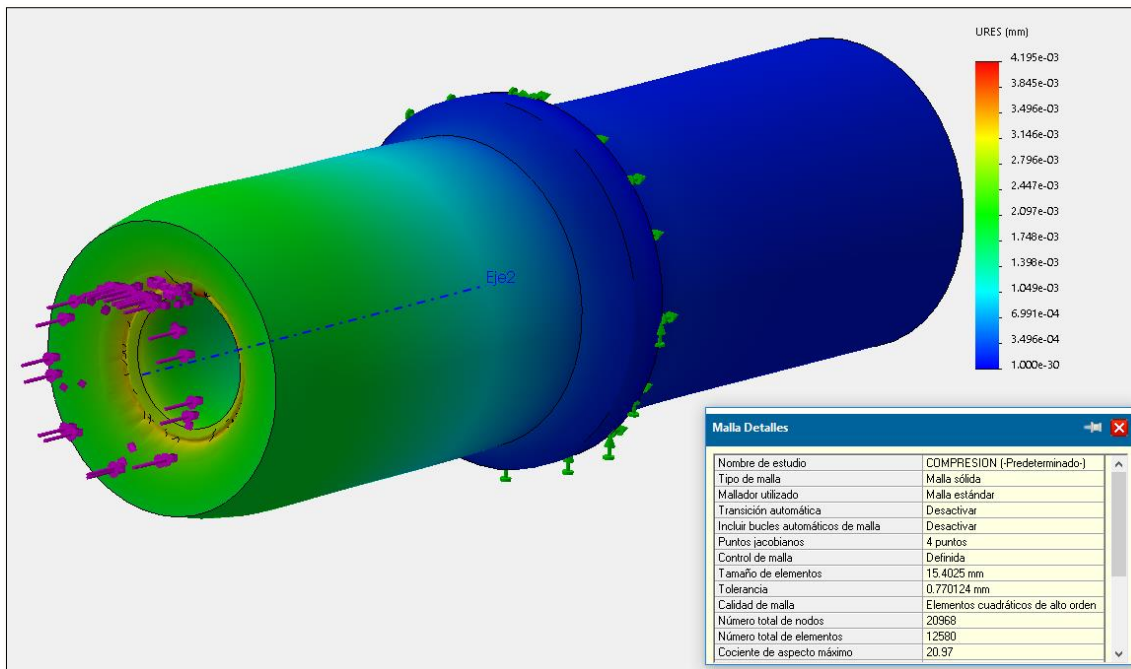 URES (mm)
4.195e-03
3.845e-03
3.496e-03
3.146e-03
2.796e-03
2.447e-03
2.097e-03
1.748e-03
1.398e-03
1.049e-03
6.991e-04
3.496e-04
1.000e-30
Eje2
Malla Detalles
Nombre de estudio COMPRESION (-Predeterminado-)
Tipo de malla Malla sólida
Mallador utilizado Malla estándar
Transición automática Desactivar
Incluir bucles automáticos de malla Desactivar
Puntos jacobianos 4 puntos
Control de malla Definida
Tamaño de elementos 15.4025 mm
Tolerancia 0.770124 mm
Calidad de malla Elementos cuadráticos de alto orden
Número total de nodos 20968
Número total de elementos 12580
Cociente de aspecto máximo 20.97